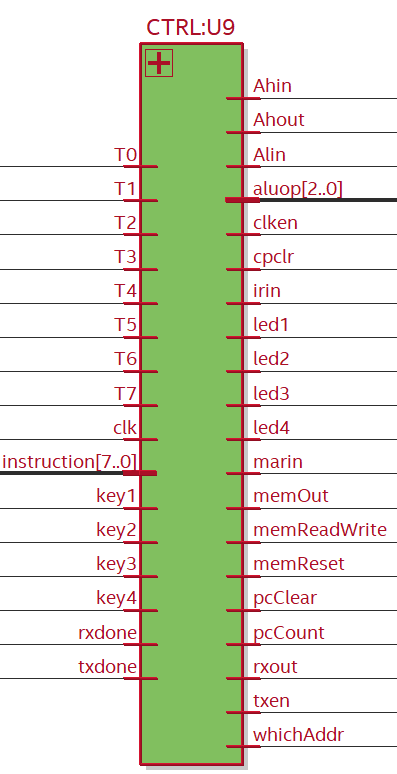 CTRL:U9
Ahin
Ahout
T0 Alin
T1 aluop[2..0]
T2 clken
T3 cpclr
T4 irin
T5 led1
T6 led2
T7 led3
clk led4
instruction[7..0] marin
key1 memOut
key2 memReadWrite
key3 memReset
key4 pcClear
rxdone pcCount
txdone rxout
txen
whichAddr